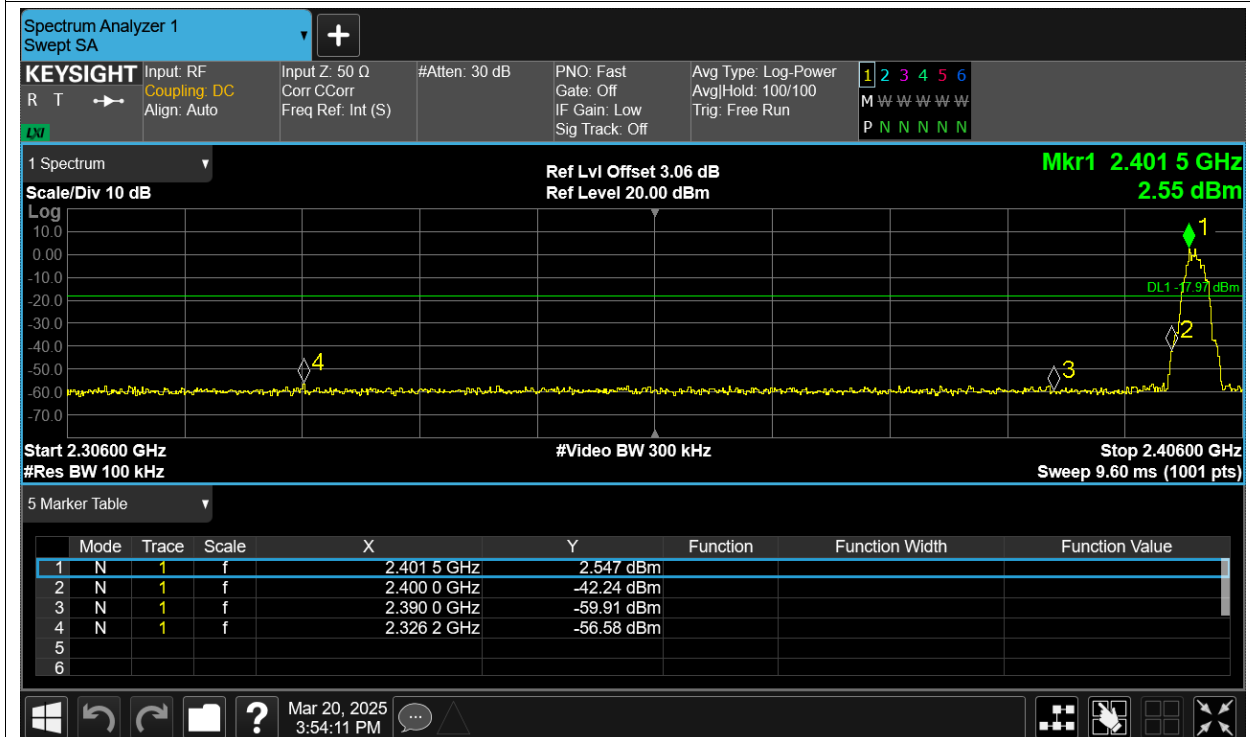 Spectrum Analyzer 1
Swept SA
+
KEYSIGHT
R T
LXI
Input: RF
Coupling: DC
Align: Auto
Input Z: 50 Ω
Corr CCorr
Freq Ref: Int (S)
#Atten: 30 dB
PNO: Fast
Gate: Off
IF Gain: Low
Sig Track: Off
Avg Type: Log-Power
Avg|Hold: 100/100
Trig: Free Run
1 2 3 4 5 6
M W W W W W
P N N N N N
1 Spectrum
Scale/Div 10 dB
Ref Lvl Offset 3.06 dB
Ref Level 20.00 dBm
Mkr1 2.401 5 GHz
2.55 dBm
Log
10.0
0.00
-10.0
-20.0
-30.0
-40.0
-50.0
-60.0
-70.0
1
DL1 -17.97 dBm
2
4
3
Start 2.30600 GHz
#Res BW 100 kHz
#Video BW 300 kHz
Stop 2.40600 GHz
Sweep 9.60 ms (1001 pts)
5 Marker Table
Mode Trace Scale X Y Function Function Width Function Value
1 N 1 f 2.401 5 GHz 2.547 dBm
2 N 1 f 2.400 0 GHz -42.24 dBm
3 N 1 f 2.390 0 GHz -59.91 dBm
4 N 1 f 2.326 2 GHz -56.58 dBm
5
6
?
Mar 20, 2025
3:54:11 PM